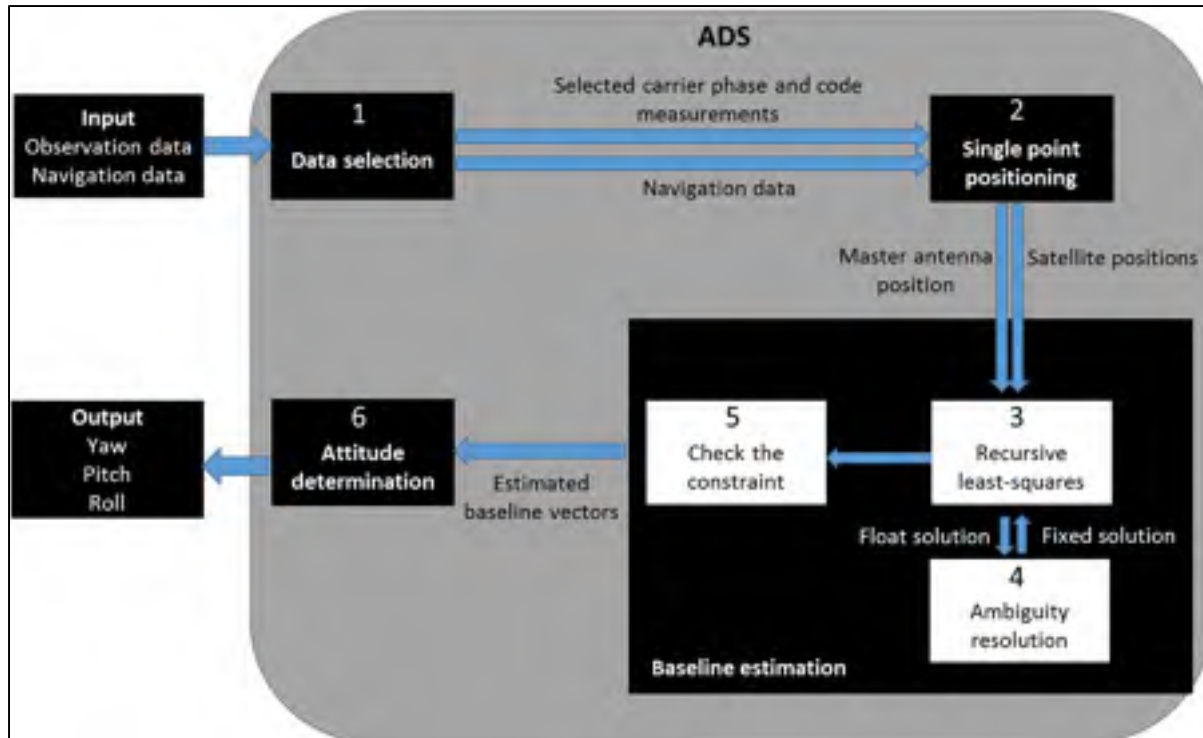 ADS
Input
Observation data
Navigation data
1
Data selection
Selected carrier phase and code
measurements
Navigation data
2
Single point
positioning
Master antenna
position
Satellite positions
3
Recursive
least-squares
Float solution
Fixed solution
4
Ambiguity
resolution
5
Check the
constraint
Baseline estimation
Estimated
baseline vectors
6
Attitude
determination
Output
Yaw
Pitch
Roll